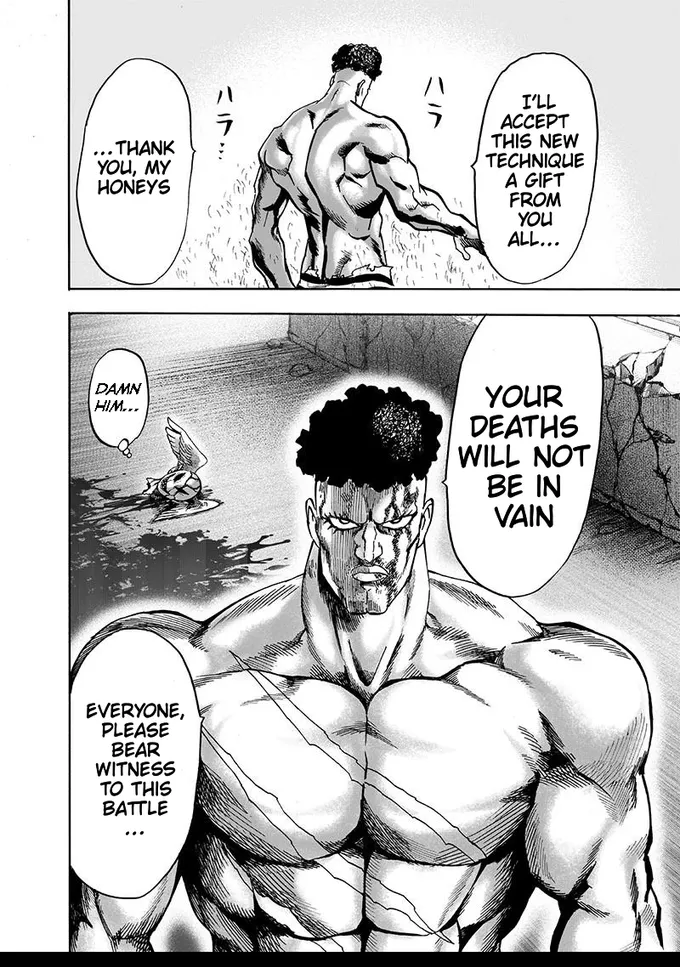 I'LL
ACCEPT
THIS NEW
TECHNIQUE
A GIFT
FROM
YOU
ALL...
ハラ
ハラ...
...THANK
YOU, MY
HONEYS
YOUR
DEATHS
WILL NOT
BE IN
VAIN
DAMN
HIM...
EVERYONE,
PLEASE
BEAR
WITNESS
TO THIS
BATTLE
...